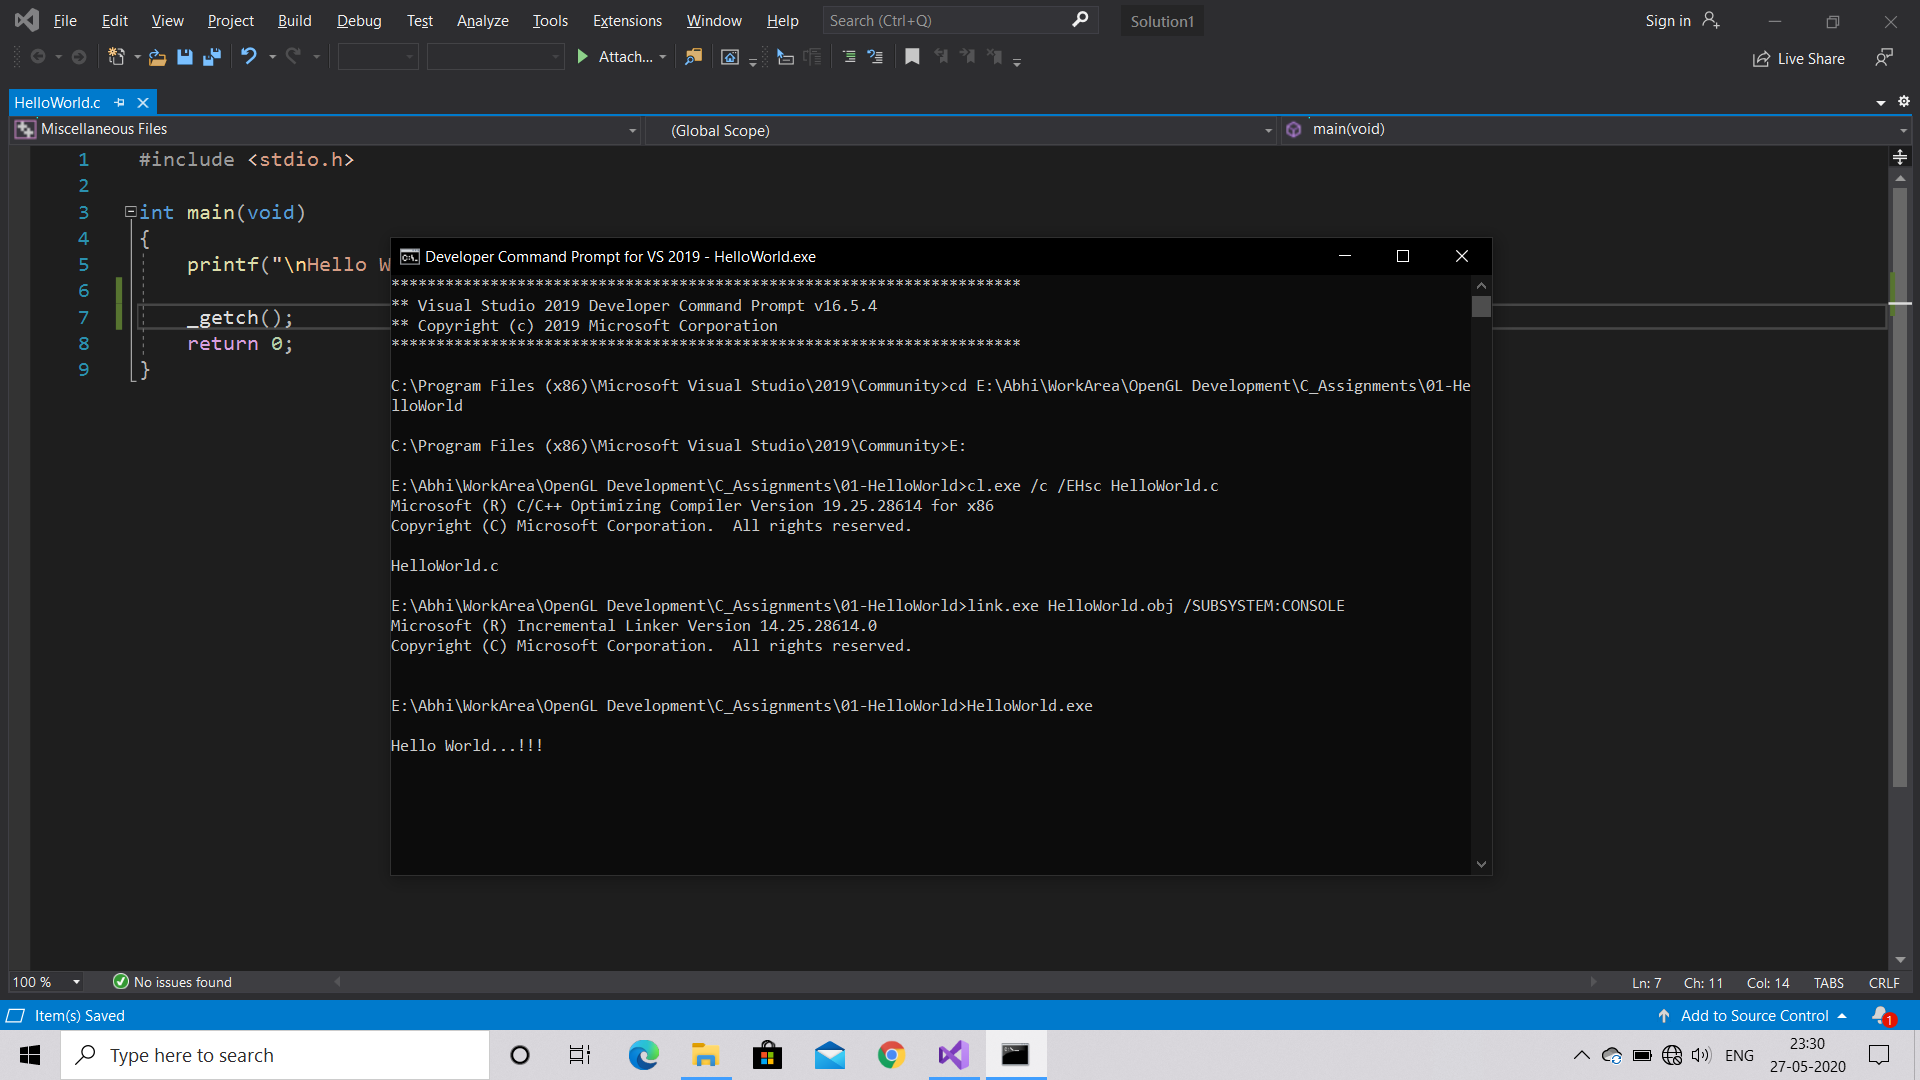 File Edit View Project Build Debug Test Analyze Tools Extensions Window Help Search (Ctrl+Q) Solution1 Sign in
Attach... Live Share
HelloWorld.c
Miscellaneous Files (Global Scope) main(void)
1 #include <stdio.h>
2
3 int main(void)
4 {
5 printf("\nHello W
6
7 _getch();
8 return 0;
9 }
Developer Command Prompt for VS 2019 - HelloWorld.exe
**********************************************************************
** Visual Studio 2019 Developer Command Prompt v16.5.4
** Copyright (c) 2019 Microsoft Corporation
**********************************************************************
C:\Program Files (x86)\Microsoft Visual Studio\2019\Community>cd E:\Abhi\WorkArea\OpenGL Development\C_Assignments\01-He
lloWorld
C:\Program Files (x86)\Microsoft Visual Studio\2019\Community>E:
E:\Abhi\WorkArea\OpenGL Development\C_Assignments\01-HelloWorld>cl.exe /c /EHsc HelloWorld.c
Microsoft (R) C/C++ Optimizing Compiler Version 19.25.28614 for x86
Copyright (C) Microsoft Corporation.  All rights reserved.
HelloWorld.c
E:\Abhi\WorkArea\OpenGL Development\C_Assignments\01-HelloWorld>link.exe HelloWorld.obj /SUBSYSTEM:CONSOLE
Microsoft (R) Incremental Linker Version 14.25.28614.0
Copyright (C) Microsoft Corporation.  All rights reserved.
E:\Abhi\WorkArea\OpenGL Development\C_Assignments\01-HelloWorld>HelloWorld.exe
Hello World...!!!
100 % No issues found Ln: 7 Ch: 11 Col: 14 TABS CRLF
Item(s) Saved Add to Source Control 1
Type here to search ENG 23:30
27-05-2020